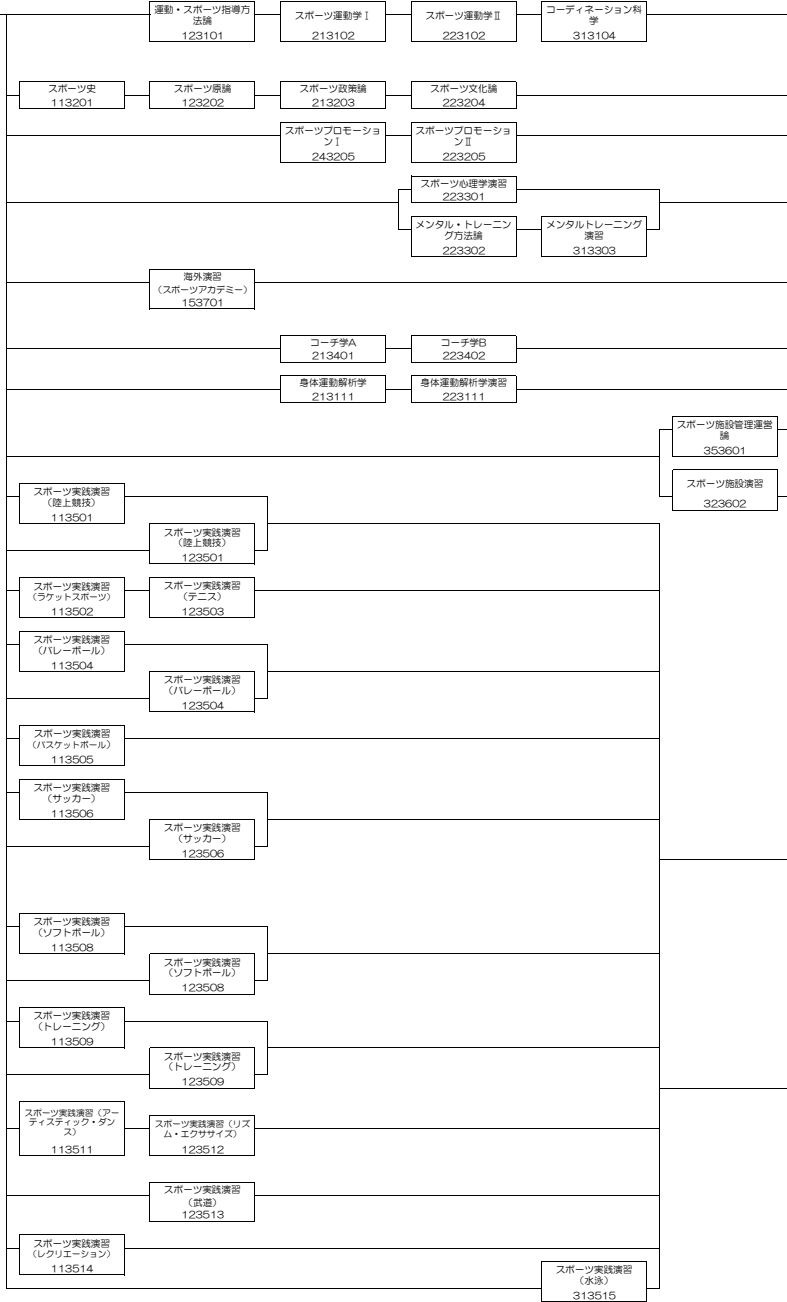 運動・スポーツ指導方
法論
123101
スポーツ運動学Ⅰ
213102
スポーツ運動学Ⅱ
223102
コーディネーション科
学
313104
スポーツ史
113201
スポーツ原論
123202
スポーツ政策論
213203
スポーツ文化論
223204
スポーツプロモーショ
ンⅠ
243205
スポーツプロモーショ
ンⅡ
223205
スポーツ心理学演習
223301
メンタル・トレーニン
グ方法論
223302
メンタルトレーニング
演習
313303
海外演習
（スポーツアカデミー）
153701
コーチ学A
213401
コーチ学B
223402
身体運動解析学
213111
身体運動解析学演習
223111
スポーツ施設管理運営
論
353601
スポーツ施設演習
323602
スポーツ実践演習
（陸上競技）
113501
スポーツ実践演習
（陸上競技）
123501
スポーツ実践演習
（ラケットスポーツ）
113502
スポーツ実践演習
（テニス）
123503
スポーツ実践演習
（バレーボール）
113504
スポーツ実践演習
（バレーボール）
123504
スポーツ実践演習
（バスケットボール）
113505
スポーツ実践演習
（サッカー）
113506
スポーツ実践演習
（サッカー）
123506
スポーツ実践演習
（ソフトボール）
113508
スポーツ実践演習
（ソフトボール）
123508
スポーツ実践演習
（トレーニング）
113509
スポーツ実践演習
（トレーニング）
123509
スポーツ実践演習（アー
ティスティック・ダン
ス）
113511
スポーツ実践演習（リズ
ム・エクササイズ）
123512
スポーツ実践演習
（武道）
123513
スポーツ実践演習
（レクリエーション）
113514
スポーツ実践演習
（水泳）
313515